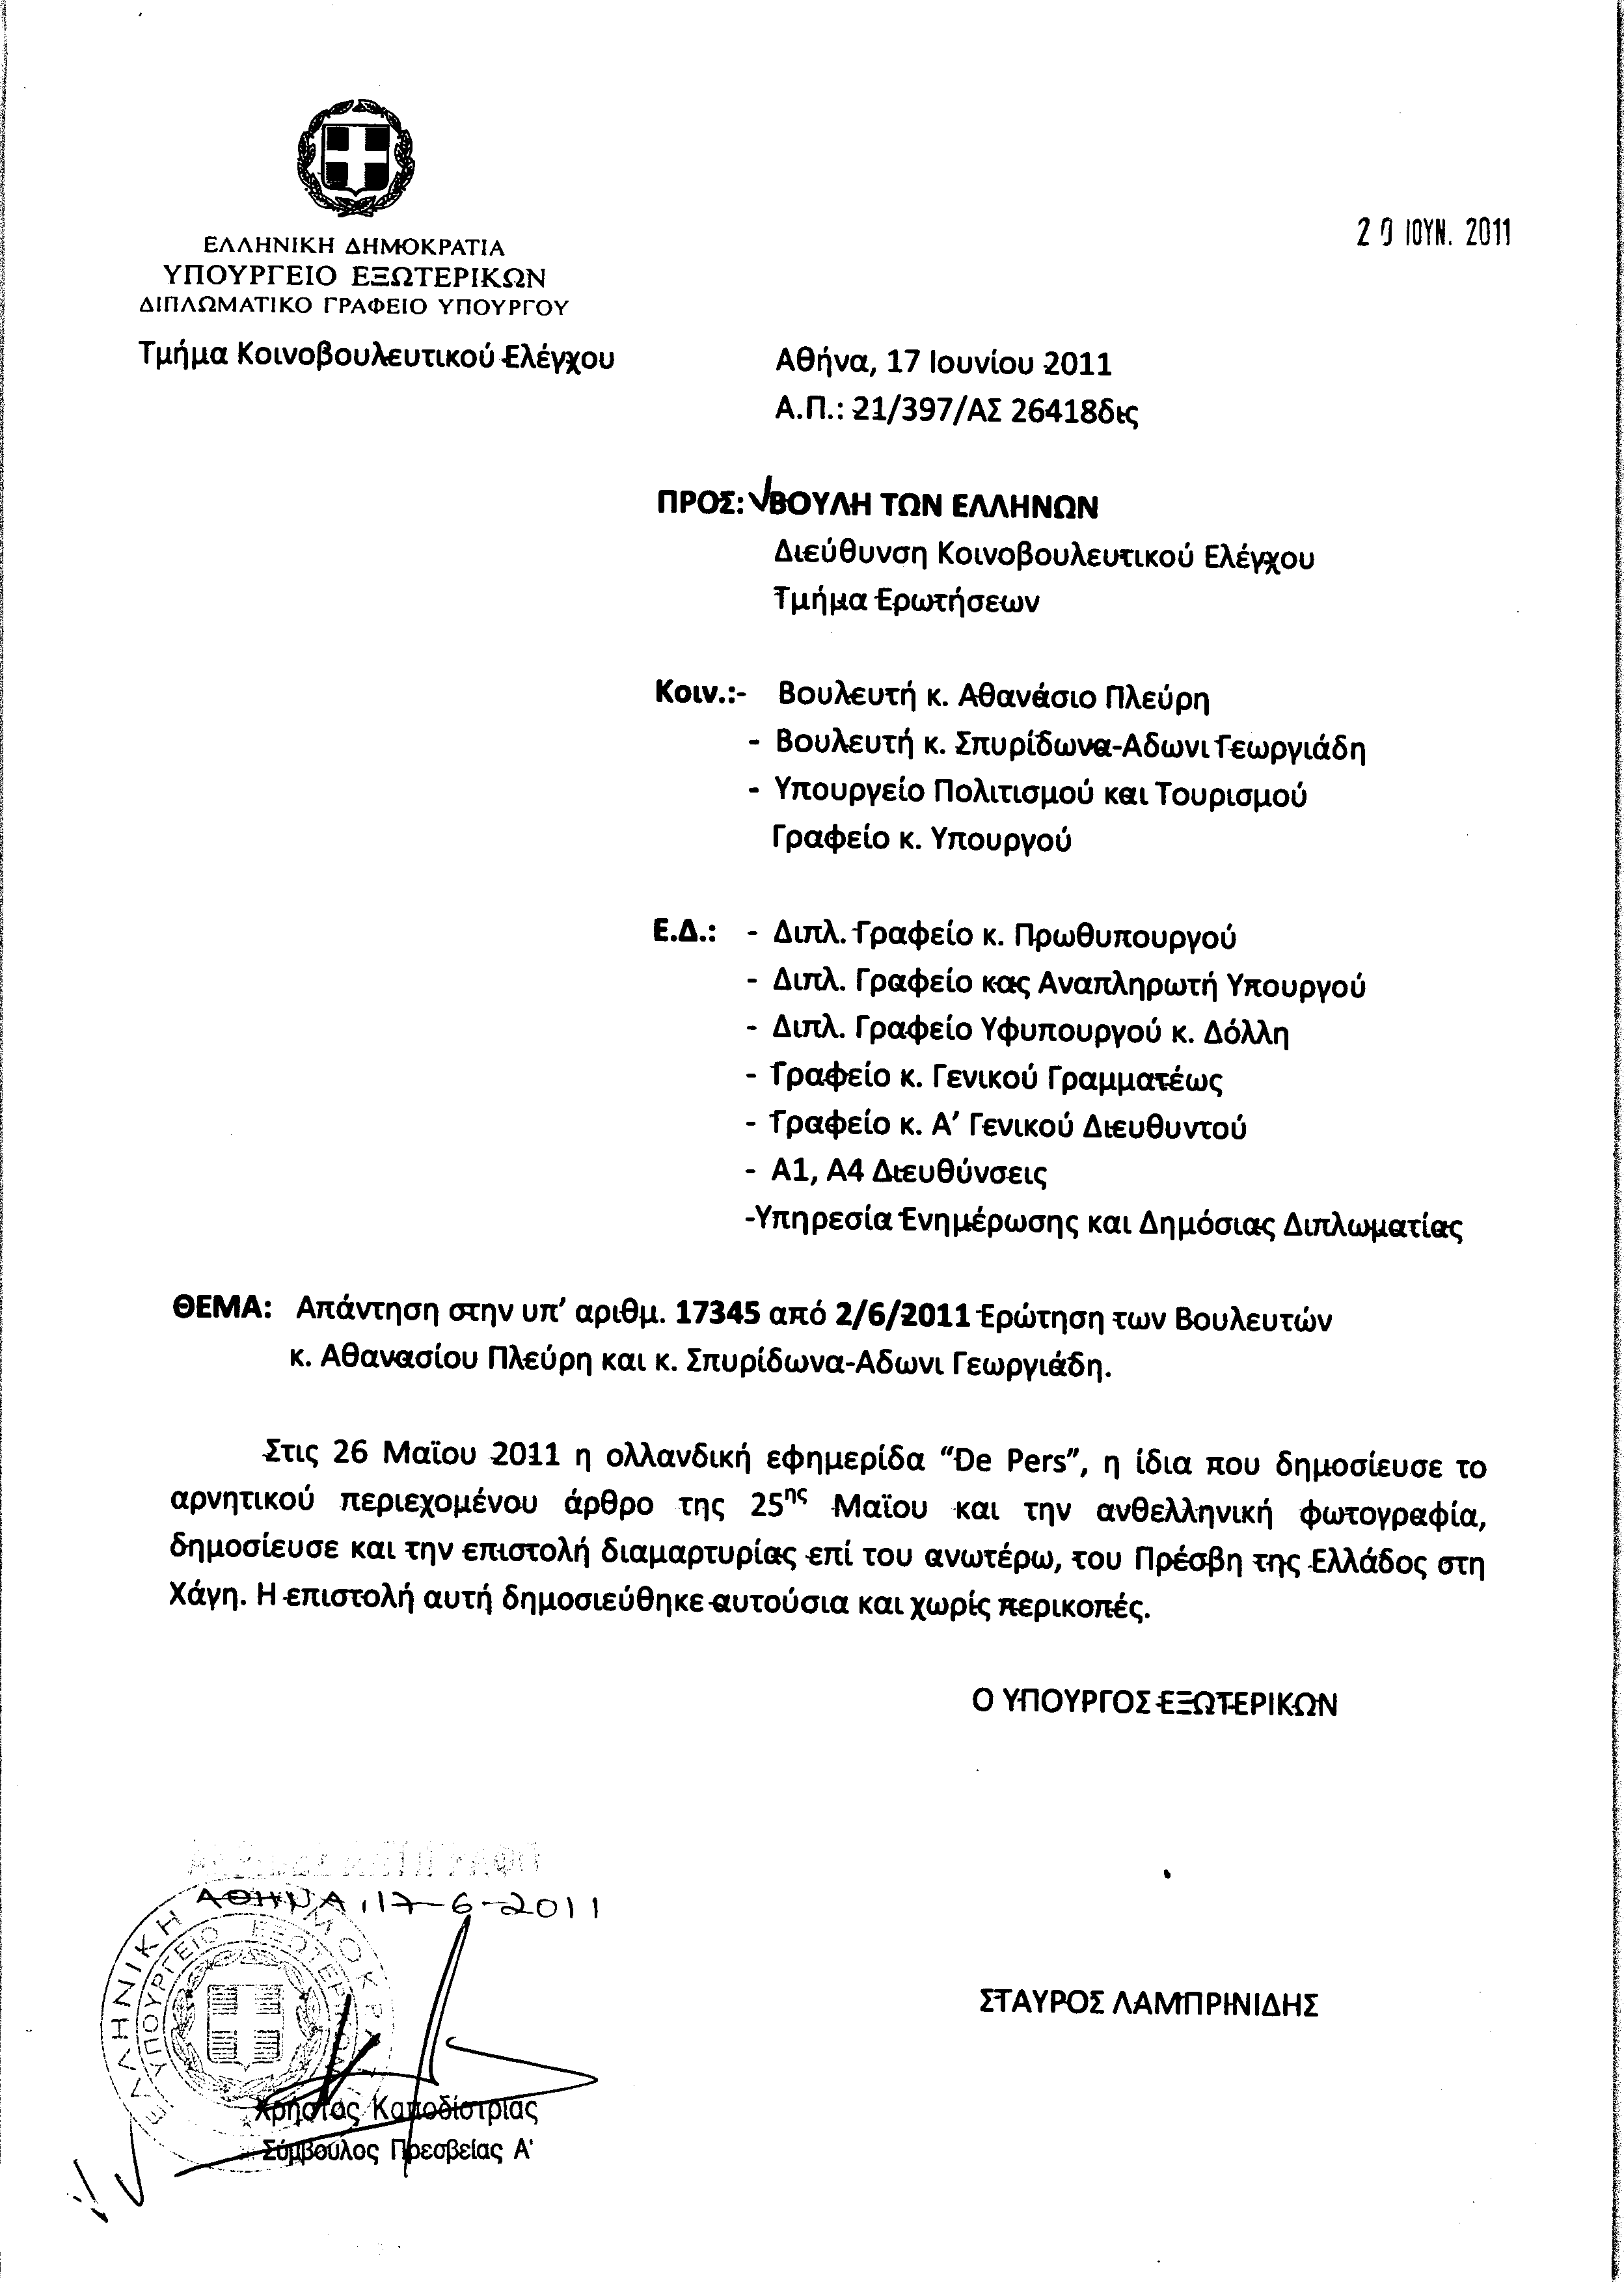 ΕΛΛΗΝΙΚΗ ΔΗΜΟΚΡΑΤΙΑ
ΥΠΟΥΡΓΕΙΟ ΕΞΩΤΕΡΙΚΩΝ
ΔΙΠΛΩΜΑΤΙΚΟ ΓΡΑΦΕΙΟ ΥΠΟΥΡΓΟΥ
20 ΙΟΥΝ. 2011
Τμήμα Κοινοβουλευτικού Ελέγχου
Αθήνα, 17 Ιουνίου 2011
Α.Π.: 21/397/ΑΣ 26418δις
ΠΡΟΣ: ΒΟΥΛΗ ΤΩΝ ΕΛΛΗΝΩΝ
Διεύθυνση Κοινοβουλευτικού Ελέγχου
Τμήμα Ερωτήσεων
Κοιν.:- Βουλευτή κ. Αθανάσιο Πλεύρη
- Βουλευτή κ. Σπυρίδωνα-Αδωνι Γεωργιάδη
- Υπουργείο Πολιτισμού και Τουρισμού
Γραφείο κ. Υπουργού
Ε.Δ.: - Διπλ. Γραφείο κ. Πρωθυπουργού
- Διπλ. Γραφείο κας Αναπληρωτή Υπουργού
- Διπλ. Γραφείο Υφυπουργού κ. Δόλλη
- Γραφείο κ. Γενικού Γραμματέως
- Γραφείο κ. Α’ Γενικού Διευθυντού
- Α1, Α4 Διευθύνσεις
-Υπηρεσία Ενημέρωσης και Δημόσιας Διπλωματίας
ΘΕΜΑ: Απάντηση στην υπ’ αριθμ. 17345 από 2/6/2011 Ερώτηση των Βουλευτών
κ. Αθανασίου Πλεύρη και κ. Σπυρίδωνα-Αδωνι Γεωργιάδη.
Στις 26 Μαΐου 2011 η ολλανδική εφημερίδα “De Pers”, η ίδια που δημοσίευσε το
αρνητικού περιεχομένου άρθρο της 25ης Μαΐου και την ανθελληνική φωτογραφία,
δημοσίευσε και την επιστολή διαμαρτυρίας επί του ανωτέρω, του Πρέσβη της Ελλάδος στη
Χάγη. Η επιστολή αυτή δημοσιεύθηκε αυτούσια και χωρίς περικοπές.
Ο ΥΠΟΥΡΓΟΣ ΕΞΩΤΕΡΙΚΩΝ
ΑΘΗΝΑ, 17-6-2011
ΕΛΛΗΝΙΚΗ ΔΗΜΟΚΡΑΤΙΑ
ΥΠΟΥΡΓΕΙΟ ΕΞΩΤΕΡΙΚΩΝ
ΣΤΑΥΡΟΣ ΛΑΜΠΡΙΝΙΔΗΣ
Χρήστος Καποδίστριας
Σύμβουλος Πρεσβείας Α'